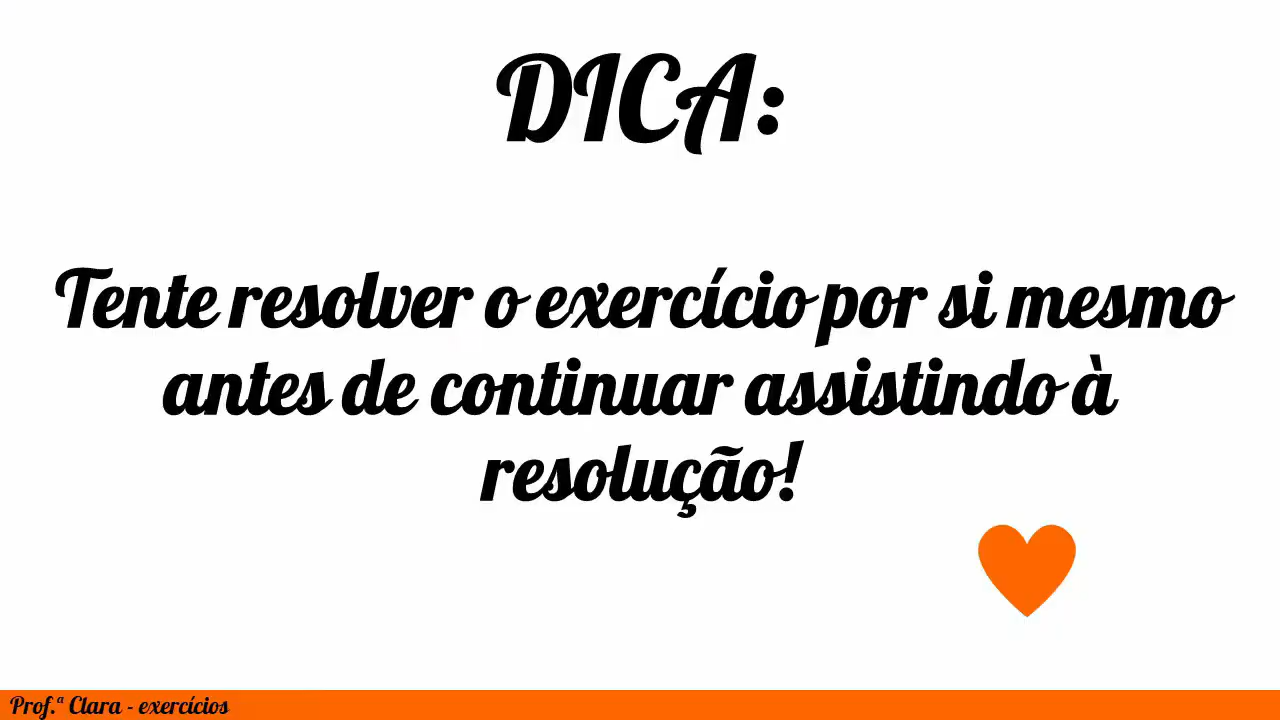 DICA:
Tente resolver o exercício por si mesmo
antes de continuar assistindo à
resolução!
Prof.ª Clara - exercícios